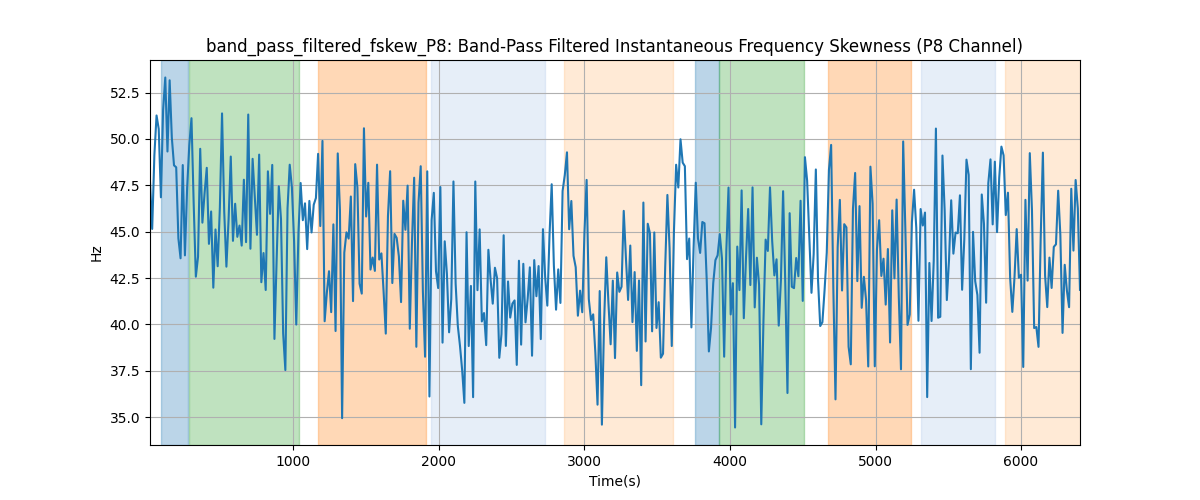 band_pass_filtered_fskew_P8: Band-Pass Filtered Instantaneous Frequency Skewness (P8 Channel)
52.5
50.0
47.5
45.0
42.5
40.0
37.5
35.0
Hz
1000 2000 3000 4000 5000 6000
Time(s)